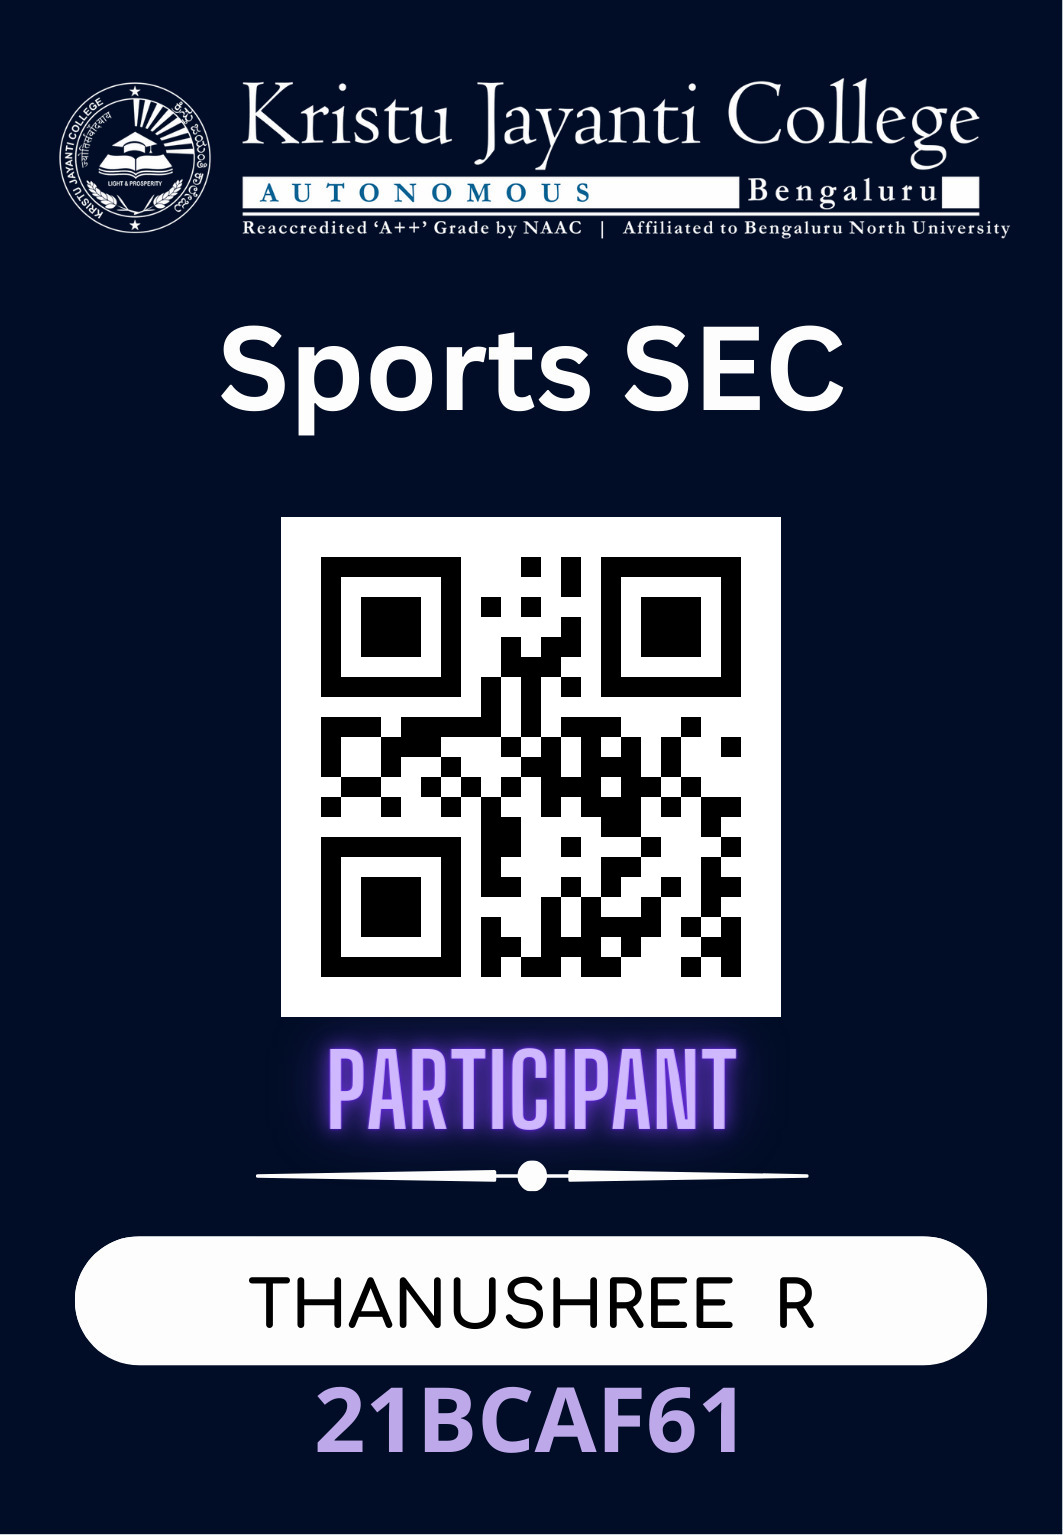 Kristu Jayanti College
AUTONOMOUS Bengaluru
Reaccredited ‘A++’ Grade by NAAC | Affiliated to Bengaluru North University
KRISTU JAYANTI COLLEGE
ಕ್ರಿಸ್ತು ಜಯಂತಿ ಕಾಲೇಜು
LIGHT & PROSPERITY
Sports SEC
PARTICIPANT
THANUSHREE R
21BCAF61